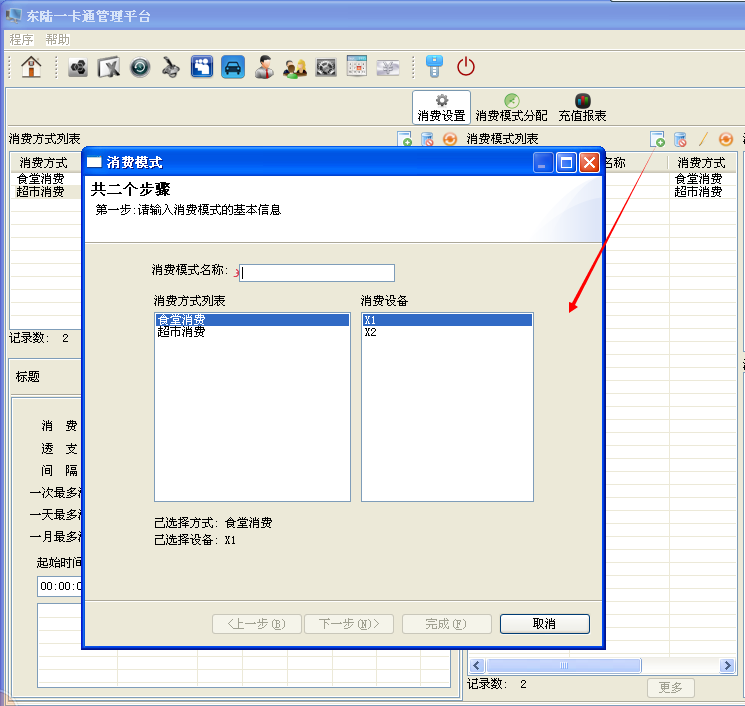 东陆一卡通管理平台
程序 帮助
消费设置 消费模式分配 充值报表
消费方式列表
消费模式列表
消费方式
食堂消费
超市消费
名称 消费方式
食堂消费
超市消费
记录数: 2
标题
消 费
透 支
间 隔
一次最多
一天最多
一月最多
起始时间
消费模式
共二个步骤
第一步:请输入消费模式的基本信息
消费模式名称:
消费方式列表 消费设备
食堂消费 X1
超市消费 X2
己选择方式: 食堂消费
己选择设备: X1
<上一步(B) 下一步(N)> 完成(F) 取消
记录数: 2
更多